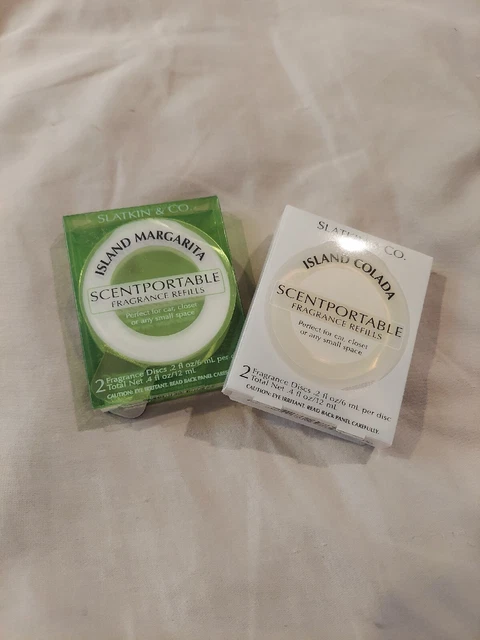 SLATKIN & CO.
ISLAND MARGARITA
SCENTPORTABLE
FRAGRANCE REFILLS
Perfect for car, closet
or any small space
2 Fragrance Discs .2 fl oz/6 mL per
Total Net .4 fl oz/12 mL
CAUTION: EYE IRRITANT. READ BACK PANEL CAREFULLY.
SLATKIN & CO.
ISLAND COLADA
SCENTPORTABLE
FRAGRANCE REFILLS
Perfect for car, closet
or any small space
2 Fragrance Discs .2 fl oz/6 mL per disc
Total Net .4 fl oz/12 mL
CAUTION: EYE IRRITANT. READ BACK PANEL CAREFULLY.